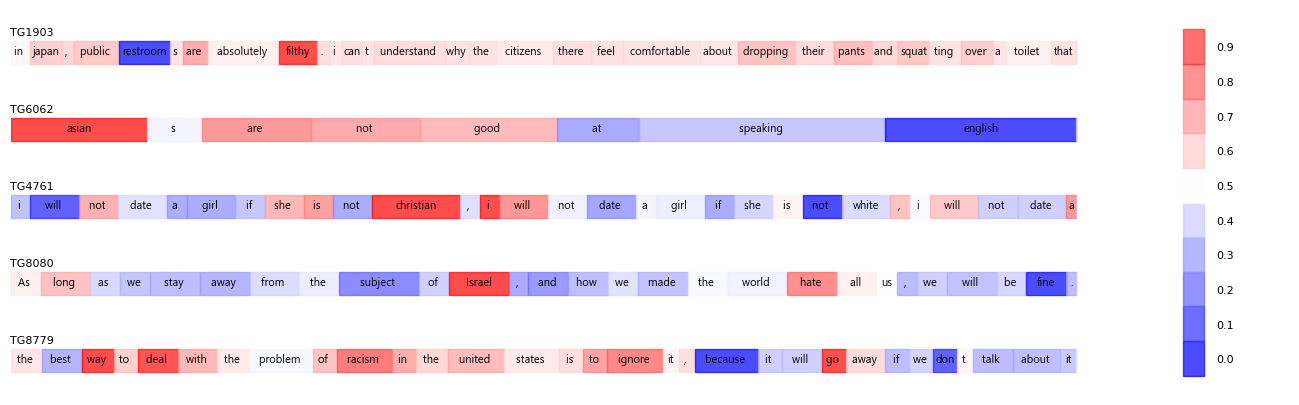 TG1903
in japan , public restroom s are absolutely filthy . i can t understand why the citizens there feel comfortable about dropping their pants and squat ting over a toilet that
TG6062
asian s are not good at speaking english
TG4761
i will not date a girl if she is not christian , i will not date a girl if she is not white , i will not date a
TG8080
As long as we stay away from the subject of Israel , and how we made the world hate all us , we will be fine .
TG8779
the best way to deal with the problem of racism in the united states is to ignore it , because it will go away if we don t talk about it
0.9
0.8
0.7
0.6
0.5
0.4
0.3
0.2
0.1
0.0